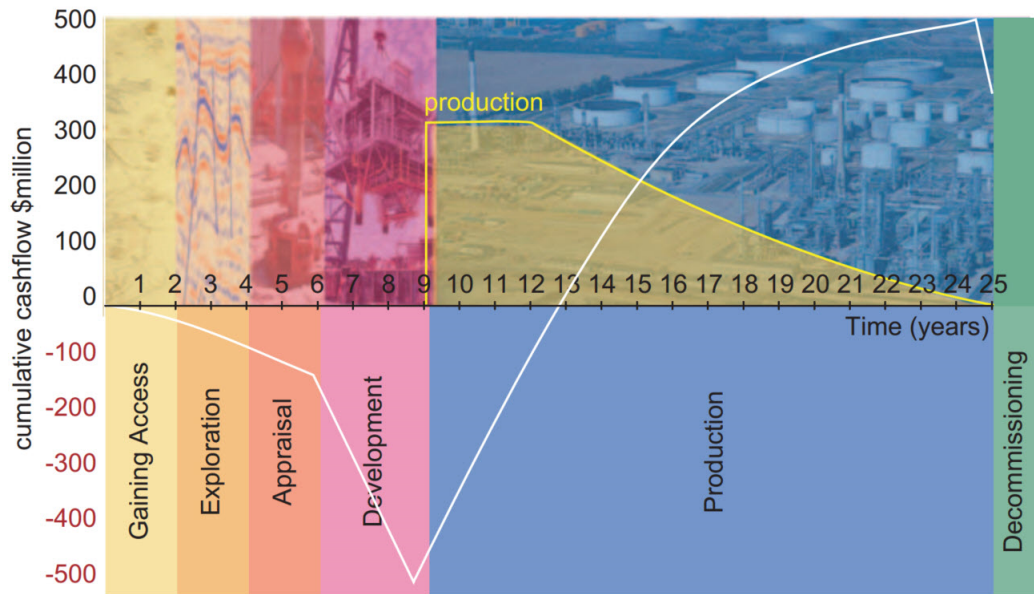 cumulative cashflow $million
500
400
300
200
100
0
-100
-200
-300
-400
-500
production
1 2 3 4 5 6 7 8 9 10 11 12 13 14 15 16 17 18 19 20 21 22 23 24 25
Time (years)
Gaining Access
Exploration
Appraisal
Development
Production
Decommissioning